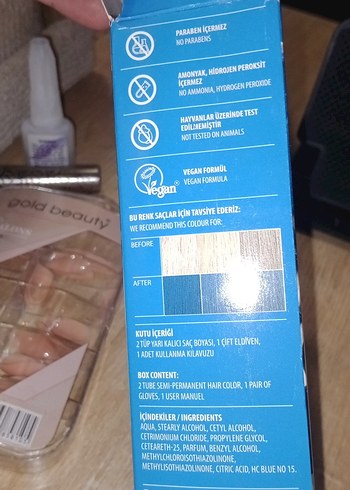 PARABEN İÇERMEZ
NO PARABENS
AMONYAK, HİDROJEN PEROKSİT
İÇERMEZ
NO AMMONIA, HYDROGEN PEROXIDE
HAYVANLAR ÜZERİNDE TEST
EDİLMEMİŞTİR
NOT TESTED ON ANIMALS
Vegan
VEGAN FORMÜL
VEGAN FORMULA
BU RENK SAÇLAR İÇİN TAVSİYE EDERİZ:
WE RECOMMEND THIS COLOUR FOR:
BEFORE
AFTER
KUTU İÇERİĞİ
2 TÜP YARI KALICI SAÇ BOYASI, 1 ÇİFT ELDİVEN,
1 ADET KULLANMA KILAVUZU
BOX CONTENT:
2 TUBE SEMI-PERMANENT HAIR COLOR, 1 PAIR OF
GLOVES, 1 USER MANUEL
İÇİNDEKİLER / INGREDIENTS
AQUA, STEARLY ALCOHOL, CETYL ALCOHOL,
CETRIMONIUM CHLORIDE, PROPYLENE GLYCOL,
CETEARETH-25, PARFUM, BENZYL ALCOHOL,
METHYLCHLOROISOTHIAZOLINONE,
METHYLISOTHIAZOLINONE, CITRIC ACID, HC BLUE NO 15.
gold beauty